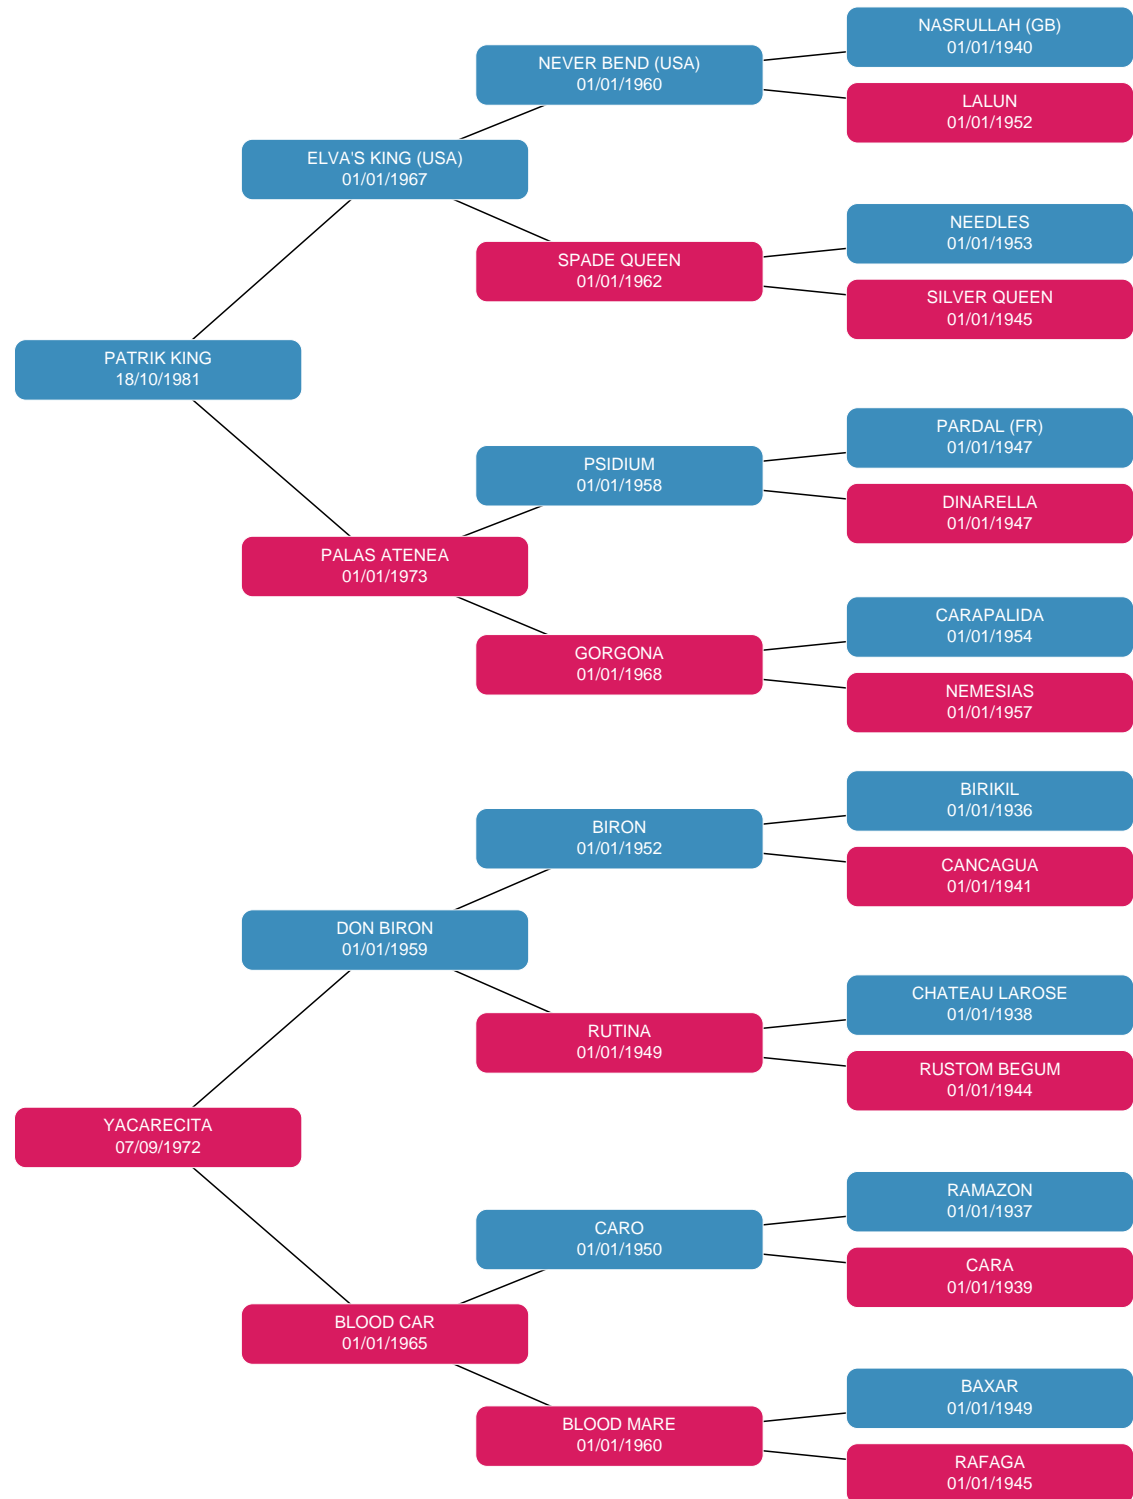 NASRULLAH (GB)
01/01/1940
NEVER BEND (USA)
01/01/1960
LALUN
01/01/1952
ELVA'S KING (USA)
01/01/1967
NEEDLES
01/01/1953
SPADE QUEEN
01/01/1962
SILVER QUEEN
01/01/1945
PATRIK KING
18/10/1981
PARDAL (FR)
01/01/1947
PSIDIUM
01/01/1958
DINARELLA
01/01/1947
PALAS ATENEA
01/01/1973
CARAPALIDA
01/01/1954
GORGONA
01/01/1968
NEMESIAS
01/01/1957
BIRIKIL
01/01/1936
BIRON
01/01/1952
CANCAGUA
01/01/1941
DON BIRON
01/01/1959
CHATEAU LAROSE
01/01/1938
RUTINA
01/01/1949
RUSTOM BEGUM
01/01/1944
YACARECITA
07/09/1972
RAMAZON
01/01/1937
CARO
01/01/1950
CARA
01/01/1939
BLOOD CAR
01/01/1965
BAXAR
01/01/1949
BLOOD MARE
01/01/1960
RAFAGA
01/01/1945